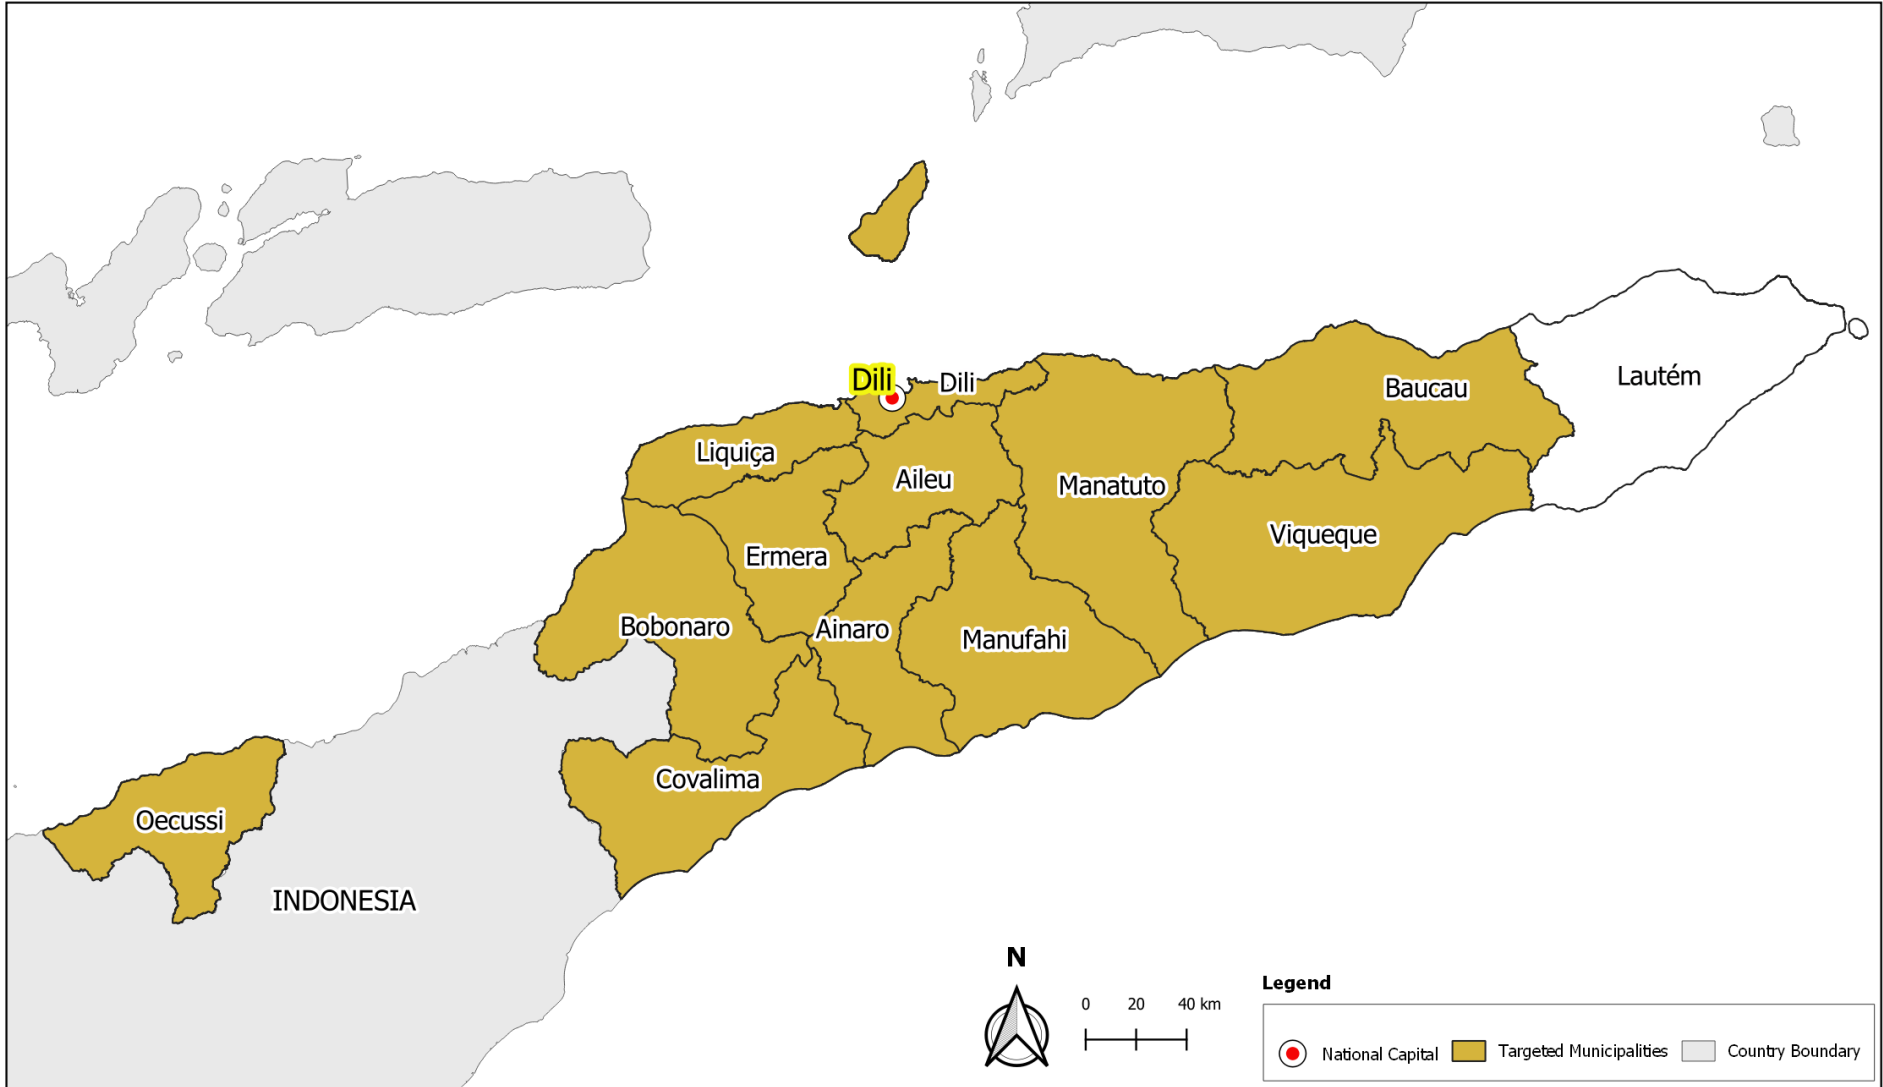 Dili
Dili
Lautém
Baucau
Liquiça
Aileu
Manatuto
Viqueque
Ermera
Bobonaro
Ainaro
Manufahi
Covalima
Oecussi
INDONESIA
N
0 20 40 km
Legend
National Capital Targeted Municipalities Country Boundary